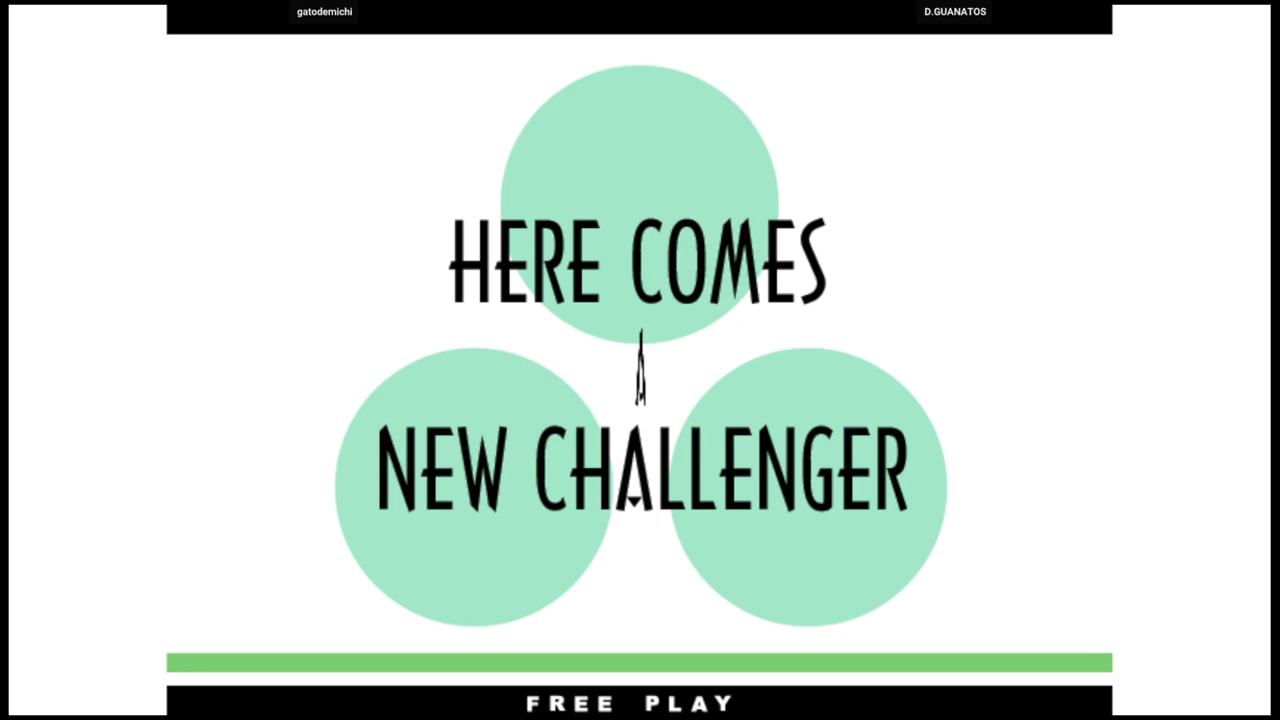 gatodemichi D.GUANATOS
HERE COMES
A
NEW CHALLENGER
FREE PLAY